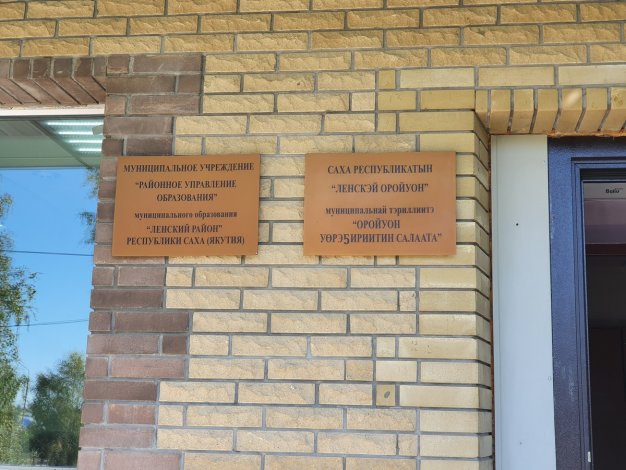 МУНИЦИПАЛЬНОЕ УЧРЕЖДЕНИЕ
“РАЙОННОЕ УПРАВЛЕНИЕ
ОБРАЗОВАНИЯ”
муниципального образования
“ЛЕНСКИЙ РАЙОН”
РЕСПУБЛИКИ САХА (ЯКУТИЯ)
САХА РЕСПУБЛИКАТЫН
“ЛЕНСКЭЙ ОРОЙУОН”
муниципальнай тэриллиитэ
“ОРОЙУОН
УОРЭ5ИРИИТИН САЛААТА”